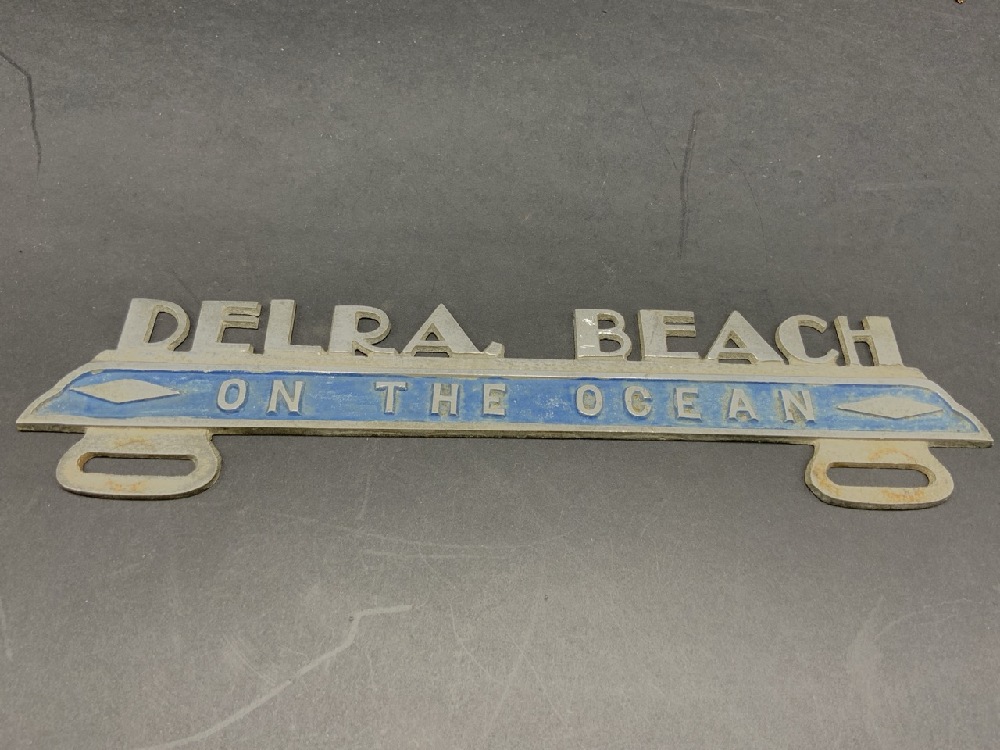 DELRA BEACH
ON THE OCEAN